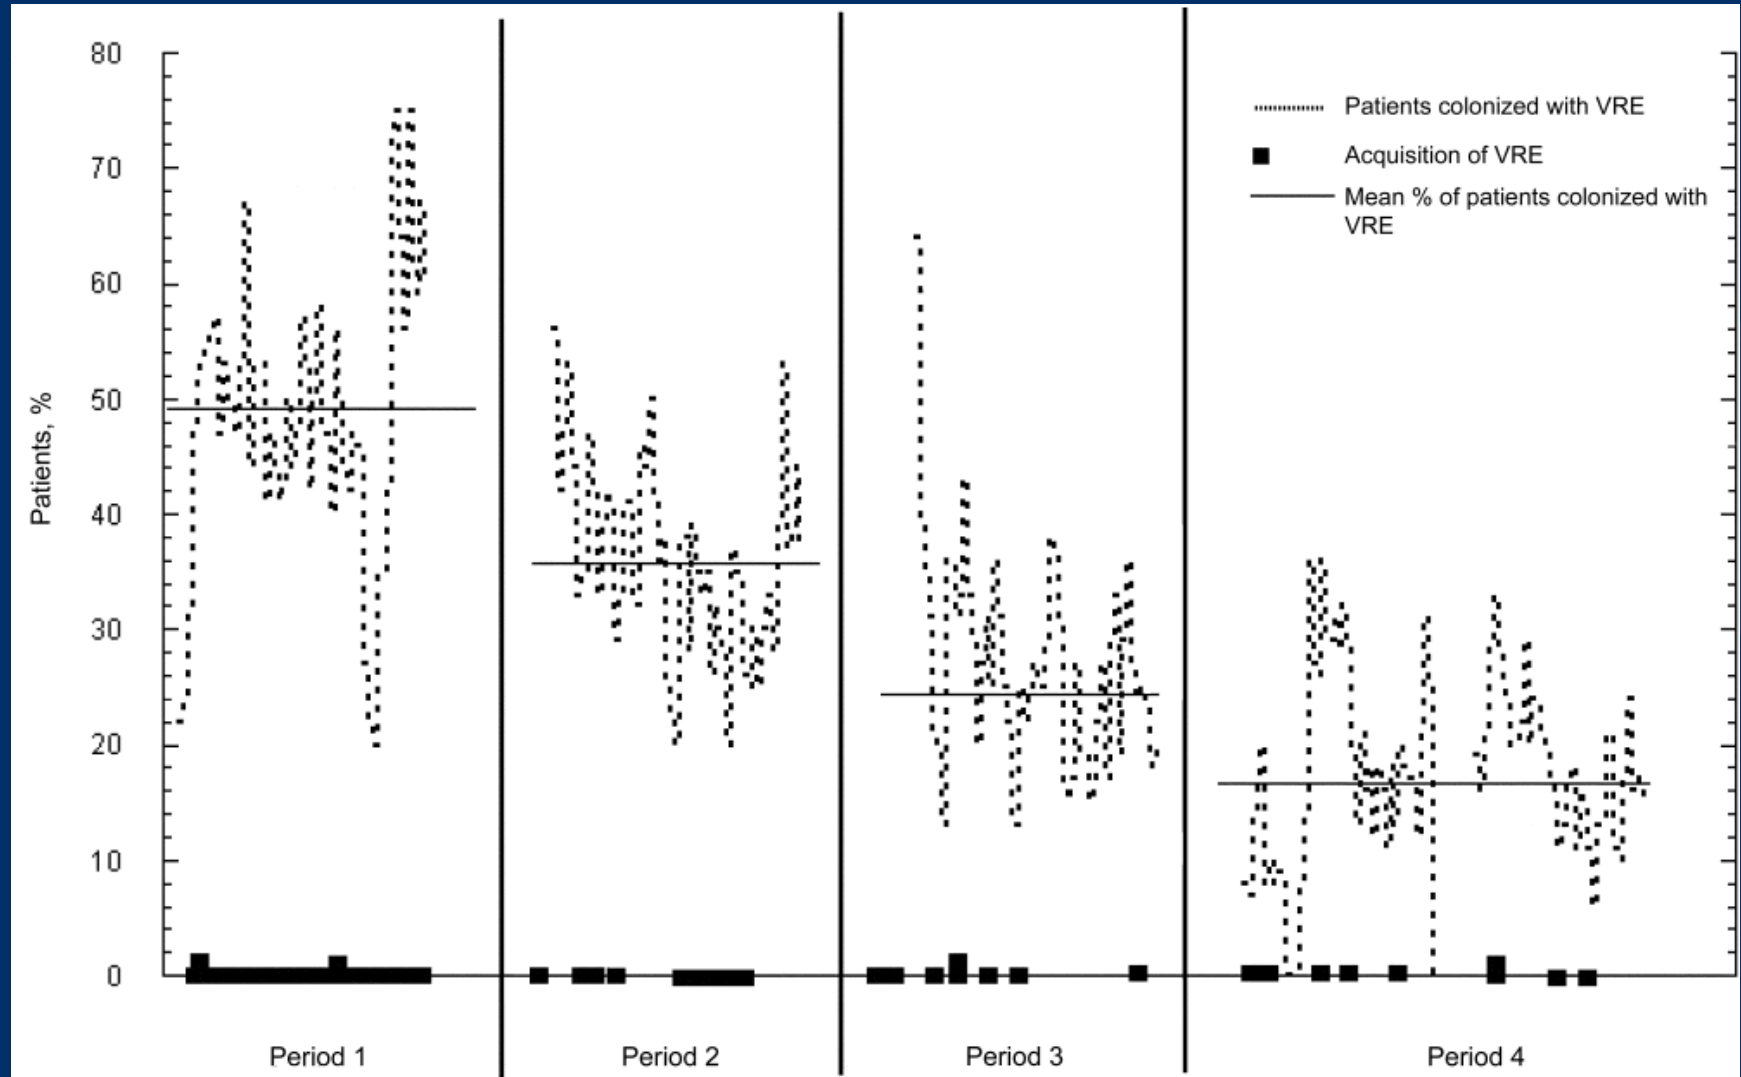 80
70
60
50
40
30
20
10
0
Patients, %
Patients colonized with VRE
Acquisition of VRE
Mean % of patients colonized with
VRE
Period 1
Period 2
Period 3
Period 4